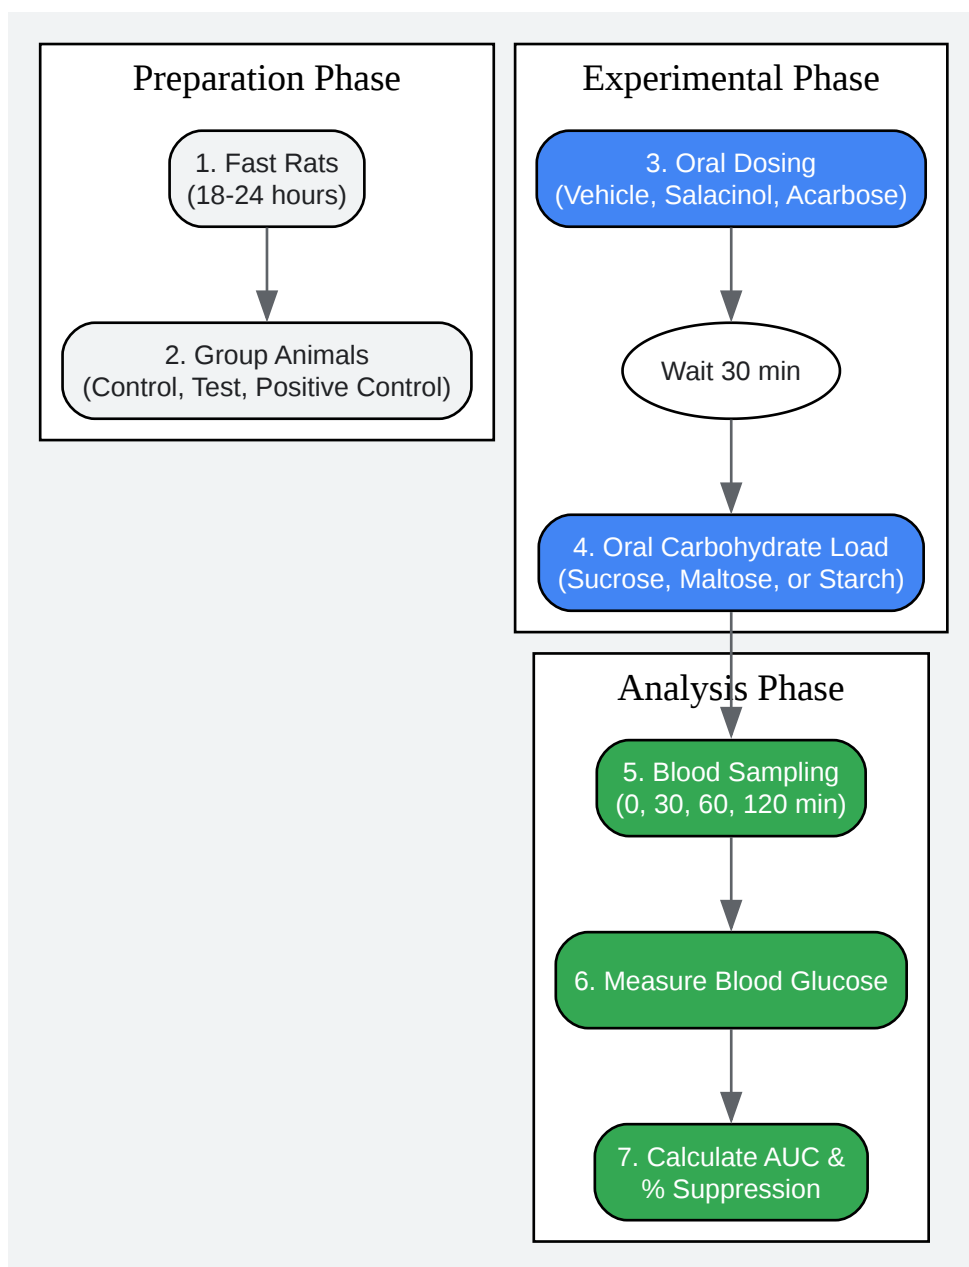 Preparation Phase
1. Fast Rats
(18-24 hours)
2. Group Animals
(Control, Test, Positive Control)
Experimental Phase
3. Oral Dosing
(Vehicle, Salacinol, Acarbose)
Wait 30 min
4. Oral Carbohydrate Load
(Sucrose, Maltose, or Starch)
Analysis Phase
5. Blood Sampling
(0, 30, 60, 120 min)
6. Measure Blood Glucose
7. Calculate AUC &
% Suppression